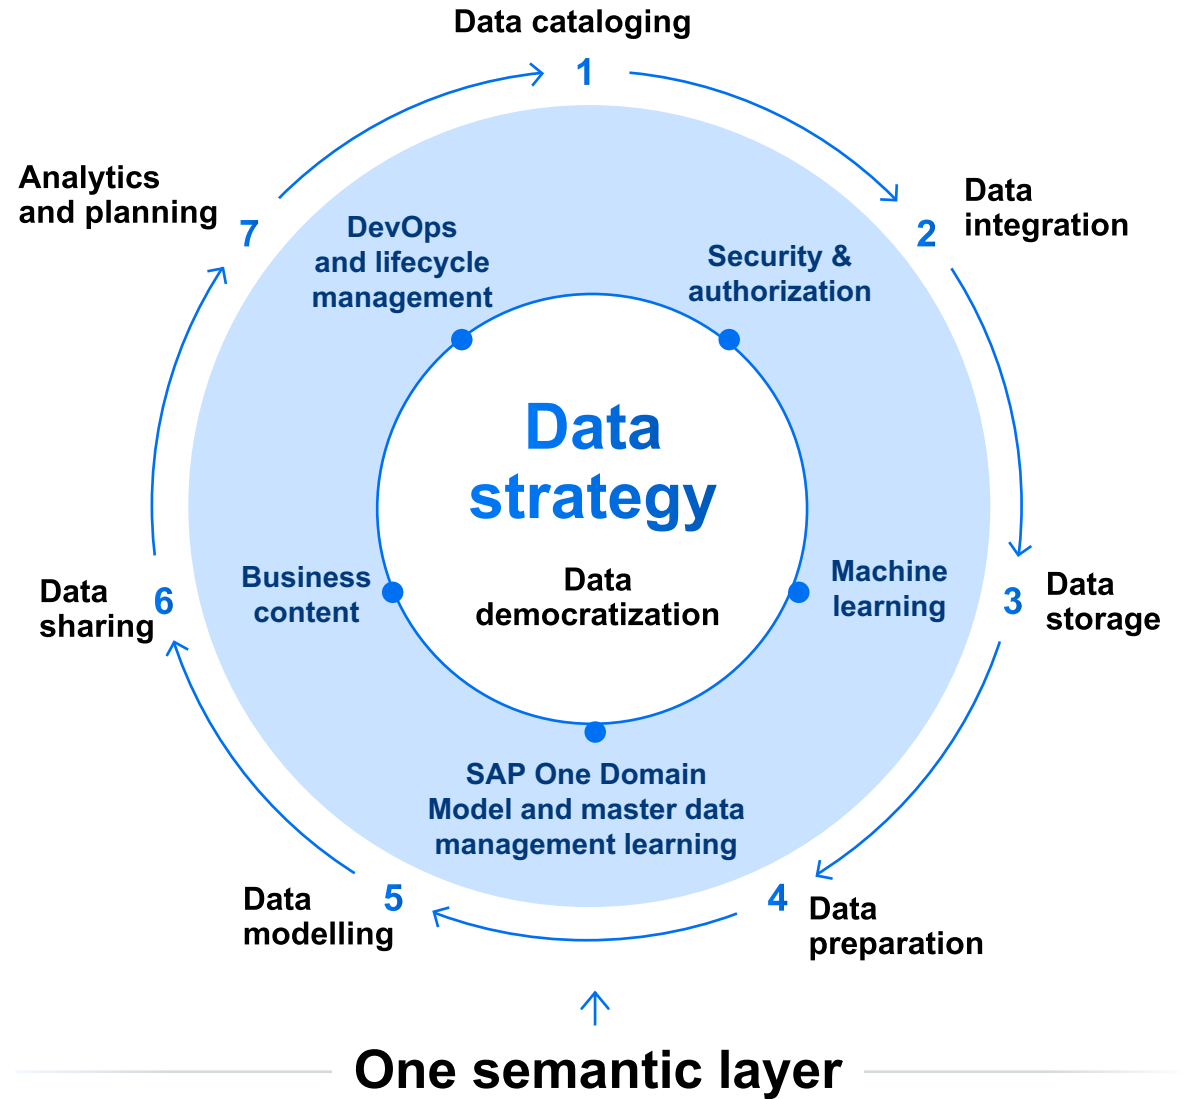 Data cataloging
1
Analytics
and planning
7
Data
integration
2
DevOps
and lifecycle
management
Security &
authorization
Data
strategy
Data
democratization
Business
content
Machine
learning
Data
sharing
6
3
Data
storage
SAP One Domain
Model and master data
management learning
Data
modelling
5
4
Data
preparation
One semantic layer